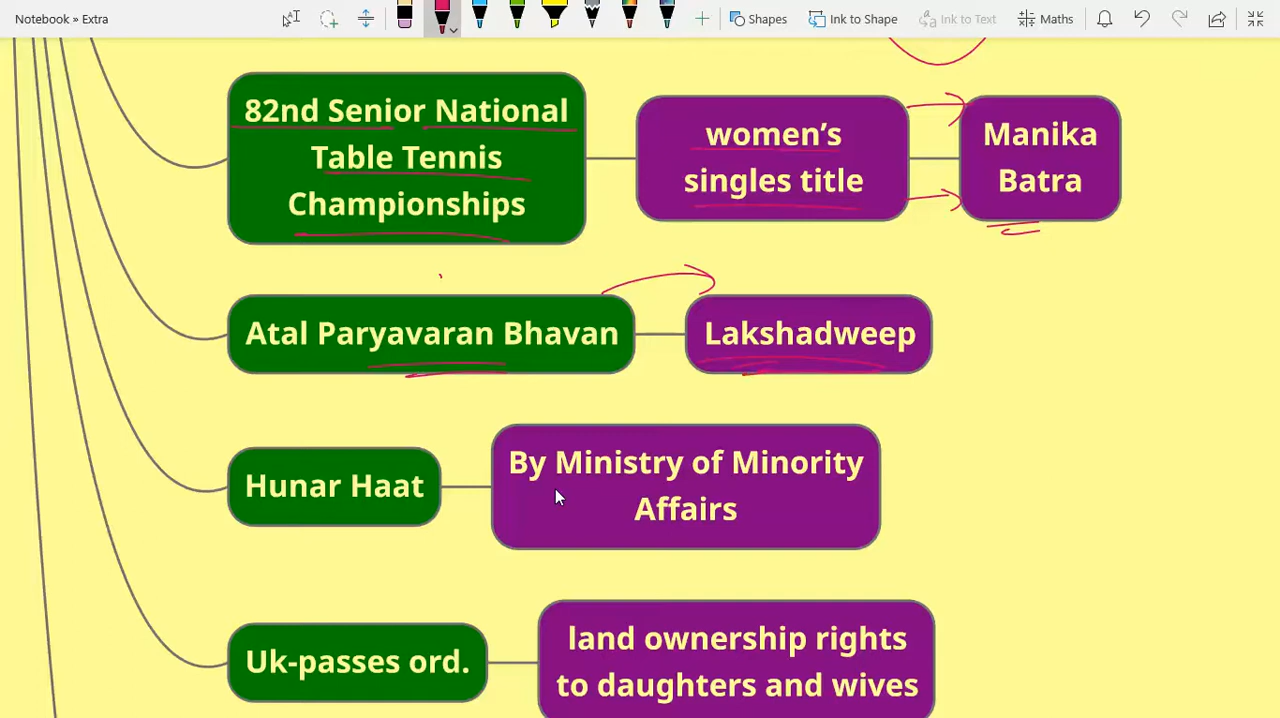 Notebook » Extra
Shapes
Ink to Shape
Ink to Text
Maths
82nd Senior National
Table Tennis
Championships
women's
singles title
Manika
Batra
Atal Paryavaran Bhavan
Lakshadweep
Hunar Haat
By Ministry of Minority
Affairs
Uk-passes ord.
land ownership rights
to daughters and wives